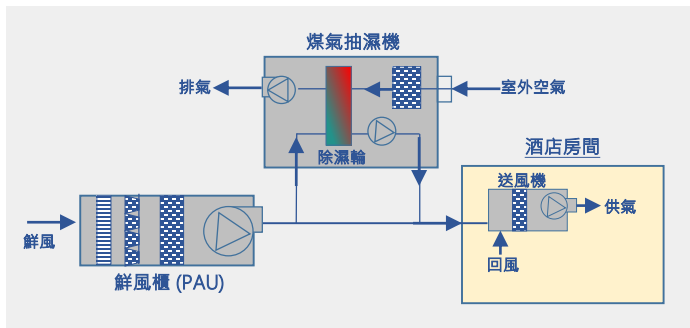 煤氣抽濕機
排氣
室外空氣
除濕輪
酒店房間
送風機
供氣
回風
鮮風
鮮風櫃 (PAU)